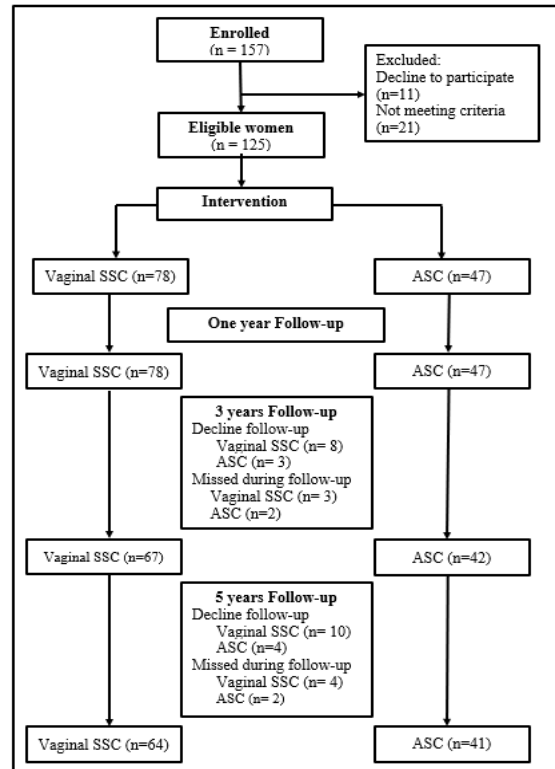 Enrolled
(n = 157)
Excluded:
Decline to participate
(n=11)
Not meeting criteria
(n=21)
Eligible women
(n = 125)
Intervention
Vaginal SSC (n=78)
ASC (n=47)
One year Follow-up
Vaginal SSC (n=78)
ASC (n=47)
3 years Follow-up
Decline follow-up
Vaginal SSC (n= 8)
ASC (n= 3)
Missed during follow-up
Vaginal SSC (n= 3)
ASC (n=2)
Vaginal SSC (n=67)
ASC (n=42)
5 years Follow-up
Decline follow-up
Vaginal SSC (n= 10)
ASC (n=4)
Missed during follow-up
Vaginal SSC (n= 4)
ASC (n= 2)
Vaginal SSC (n=64)
ASC (n=41)